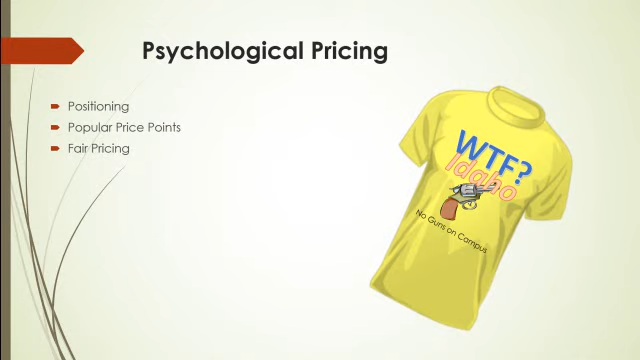 Psychological Pricing
Positioning
Popular Price Points
Fair Pricing
WTF?
Idaho
No Guns on Campus